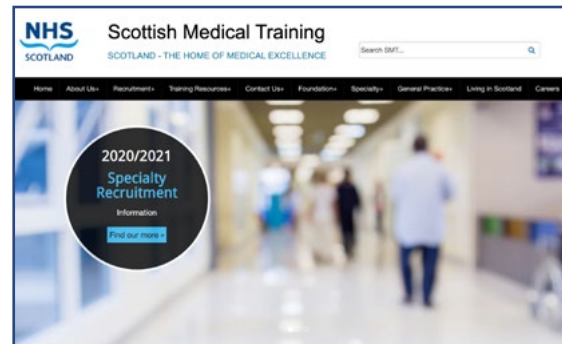 NHS
SCOTLAND
Scottish Medical Training
SCOTLAND - THE HOME OF MEDICAL EXCELLENCE
Search SMT...
Home About Us+ Recruitment+ Training Resources+ Contact Us+ Foundation+ Specialty+ General Practice+ Living in Scotland Careers
2020/2021
Specialty
Recruitment
Information
Find our more »